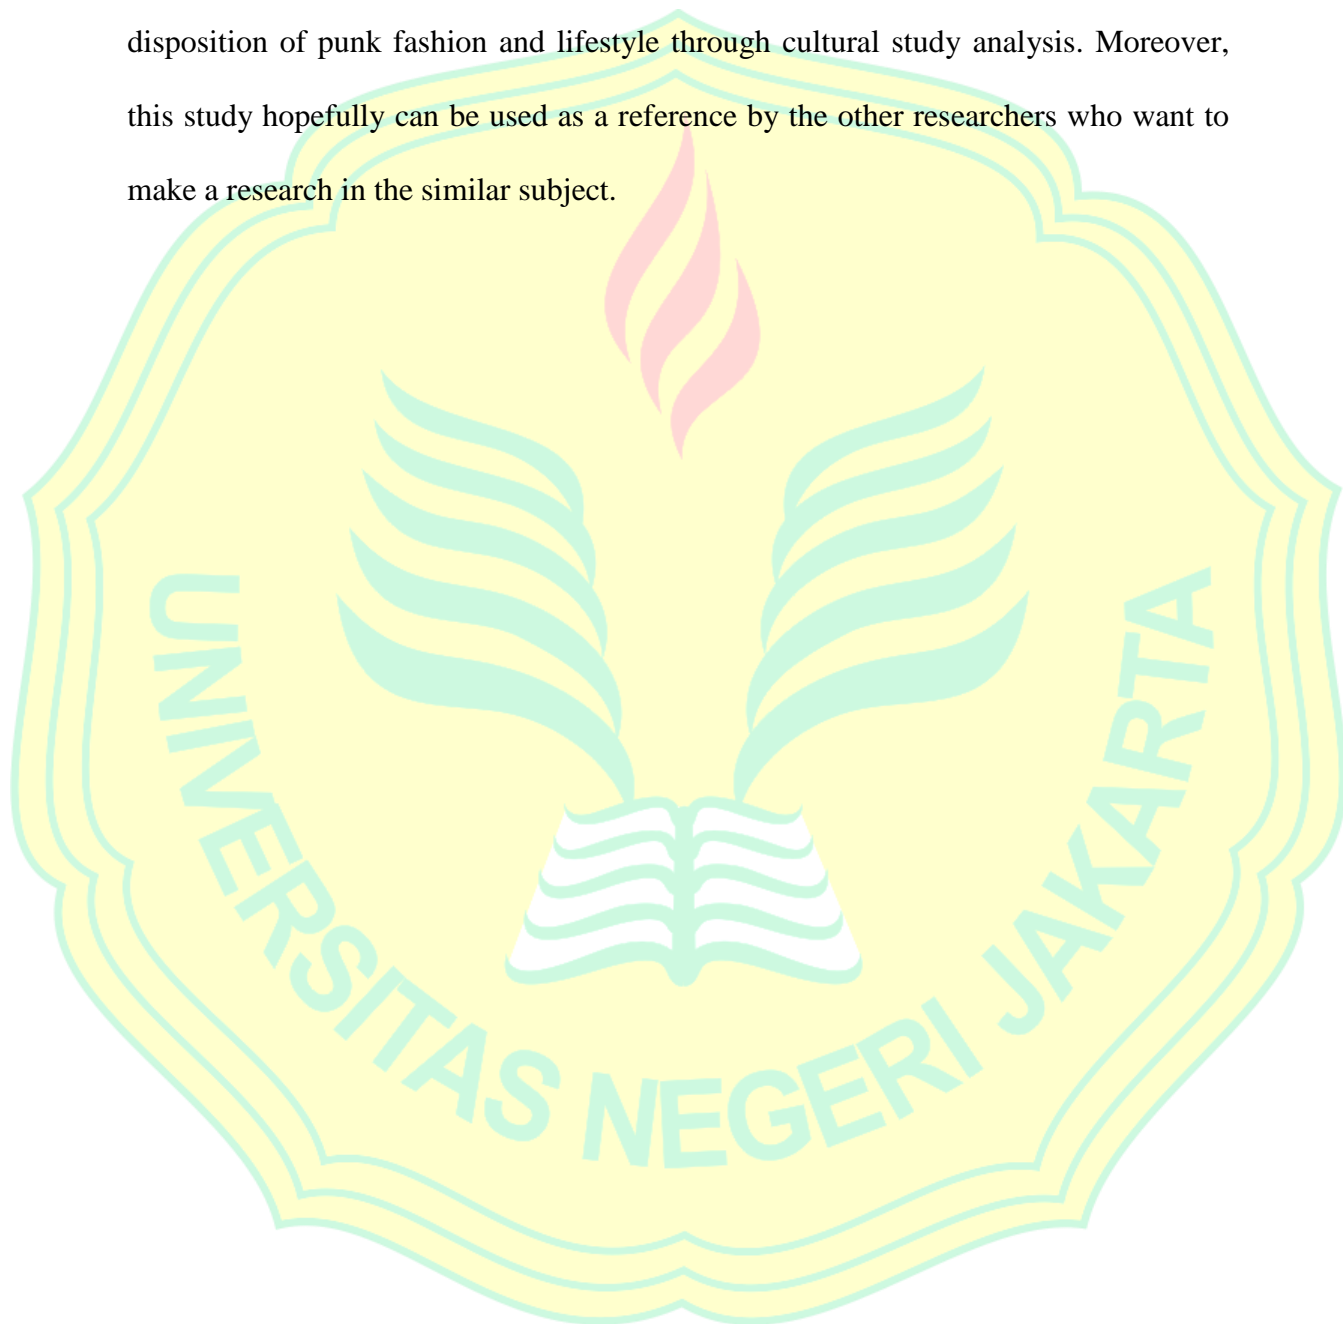 disposition of punk fashion and lifestyle through cultural study analysis. Moreover,
this study hopefully can be used as a reference by the other researchers who want to
make a research in the similar subject.
UNIVERSITAS NEGERI JAKARTA